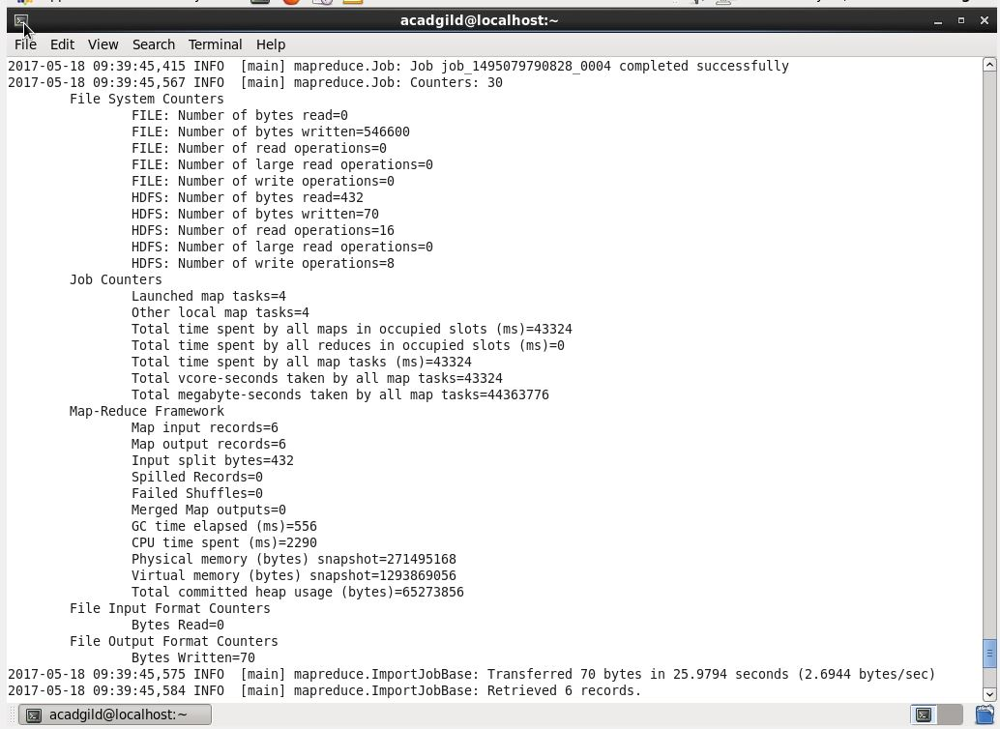 acadgild@localhost:~
File Edit View Search Terminal Help
2017-05-18 09:39:45,415 INFO  [main] mapreduce.Job: Job job_1495079790828_0004 completed successfully
2017-05-18 09:39:45,567 INFO  [main] mapreduce.Job: Counters: 30
File System Counters
FILE: Number of bytes read=0
FILE: Number of bytes written=546600
FILE: Number of read operations=0
FILE: Number of large read operations=0
FILE: Number of write operations=0
HDFS: Number of bytes read=432
HDFS: Number of bytes written=70
HDFS: Number of read operations=16
HDFS: Number of large read operations=0
HDFS: Number of write operations=8
Job Counters
Launched map tasks=4
Other local map tasks=4
Total time spent by all maps in occupied slots (ms)=43324
Total time spent by all reduces in occupied slots (ms)=0
Total time spent by all map tasks (ms)=43324
Total vcore-seconds taken by all map tasks=43324
Total megabyte-seconds taken by all map tasks=44363776
Map-Reduce Framework
Map input records=6
Map output records=6
Input split bytes=432
Spilled Records=0
Failed Shuffles=0
Merged Map outputs=0
GC time elapsed (ms)=556
CPU time spent (ms)=2290
Physical memory (bytes) snapshot=271495168
Virtual memory (bytes) snapshot=1293869056
Total committed heap usage (bytes)=65273856
File Input Format Counters
Bytes Read=0
File Output Format Counters
Bytes Written=70
2017-05-18 09:39:45,575 INFO  [main] mapreduce.ImportJobBase: Transferred 70 bytes in 25.9794 seconds (2.6944 bytes/sec)
2017-05-18 09:39:45,584 INFO  [main] mapreduce.ImportJobBase: Retrieved 6 records.
acadgild@localhost:~